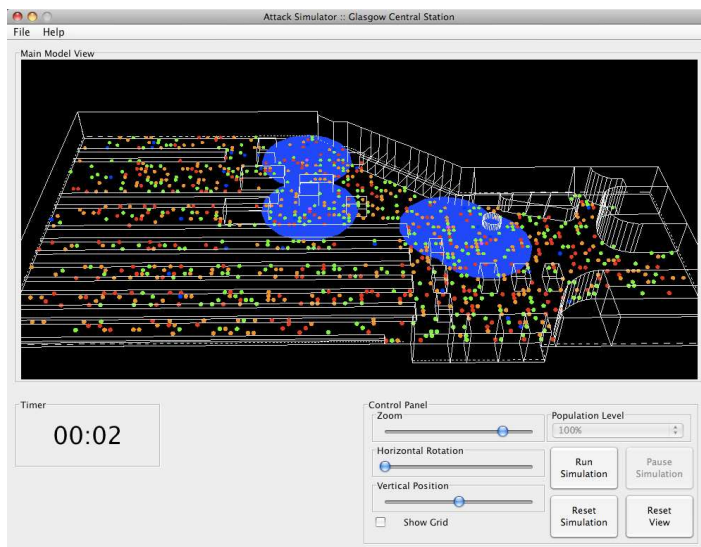 Attack Simulator :: Glasgow Central Station
File Help
Main Model View
Timer
00:02
Control Panel
Zoom
Population Level
100%
Horizontal Rotation
Run
Simulation
Pause
Simulation
Vertical Position
Show Grid
Reset
Simulation
Reset
View